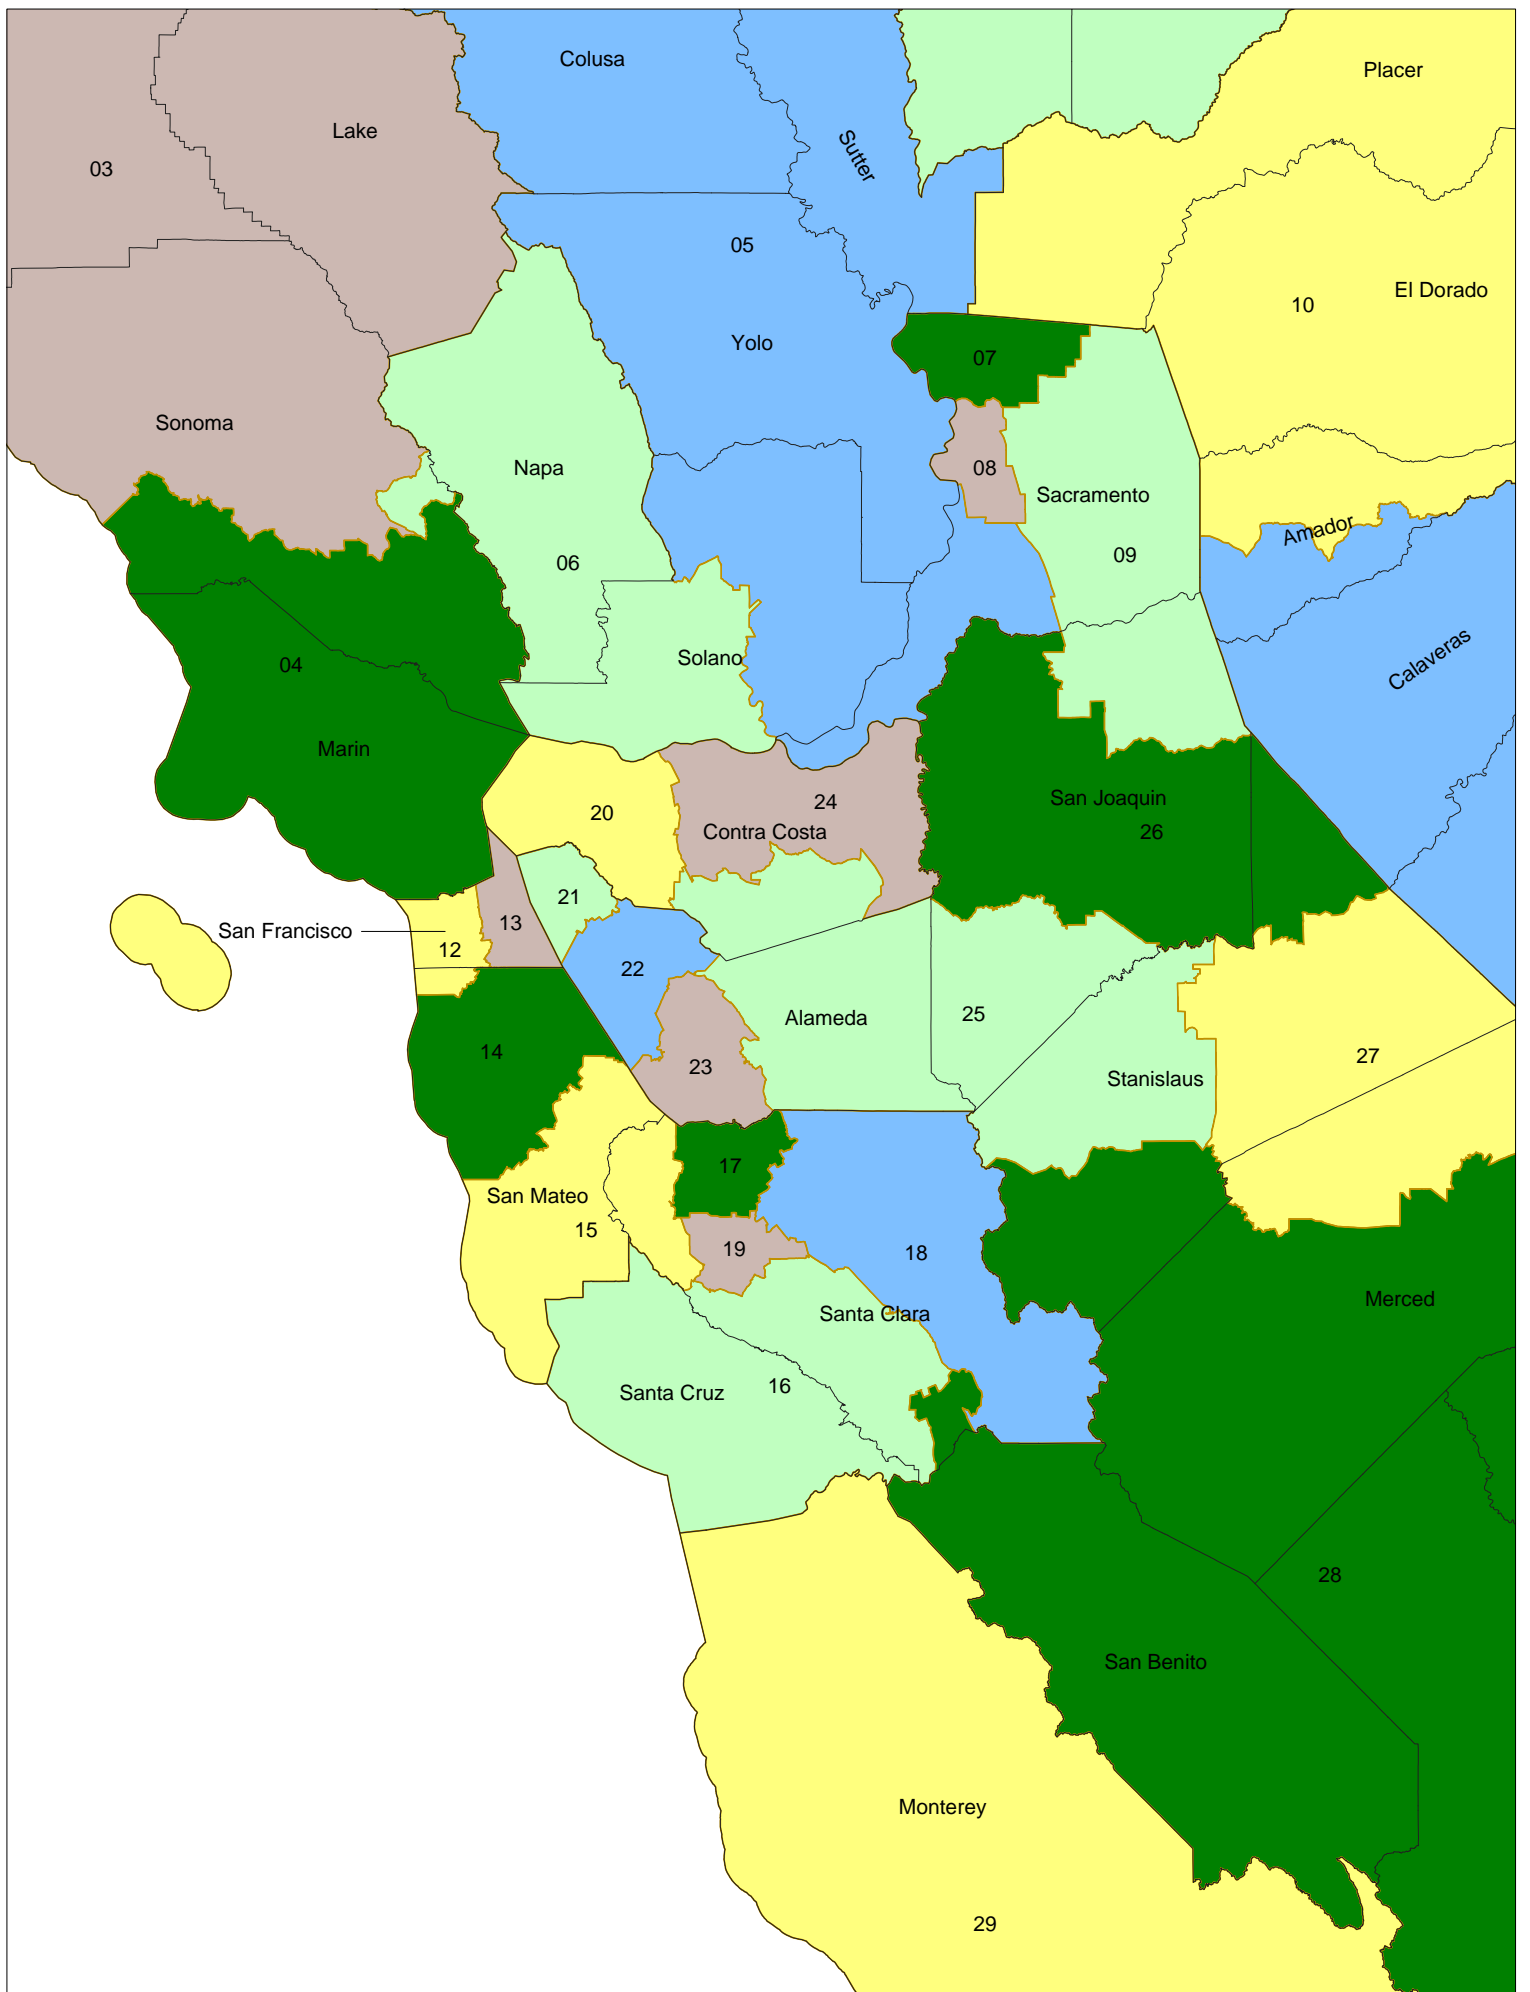 Colusa
Placer
Lake
Sutter
03
05
El Dorado
10
Yolo
07
Sonoma
Napa
08
Sacramento
Amador
09
06
Solano
04
Calaveras
Marin
San Joaquin
24
20
Contra Costa
26
21
13
San Francisco
12
22
Alameda
25
14
27
23
Stanislaus
17
San Mateo
15
19
18
Merced
Santa Clara
Santa Cruz
16
28
San Benito
Monterey
29